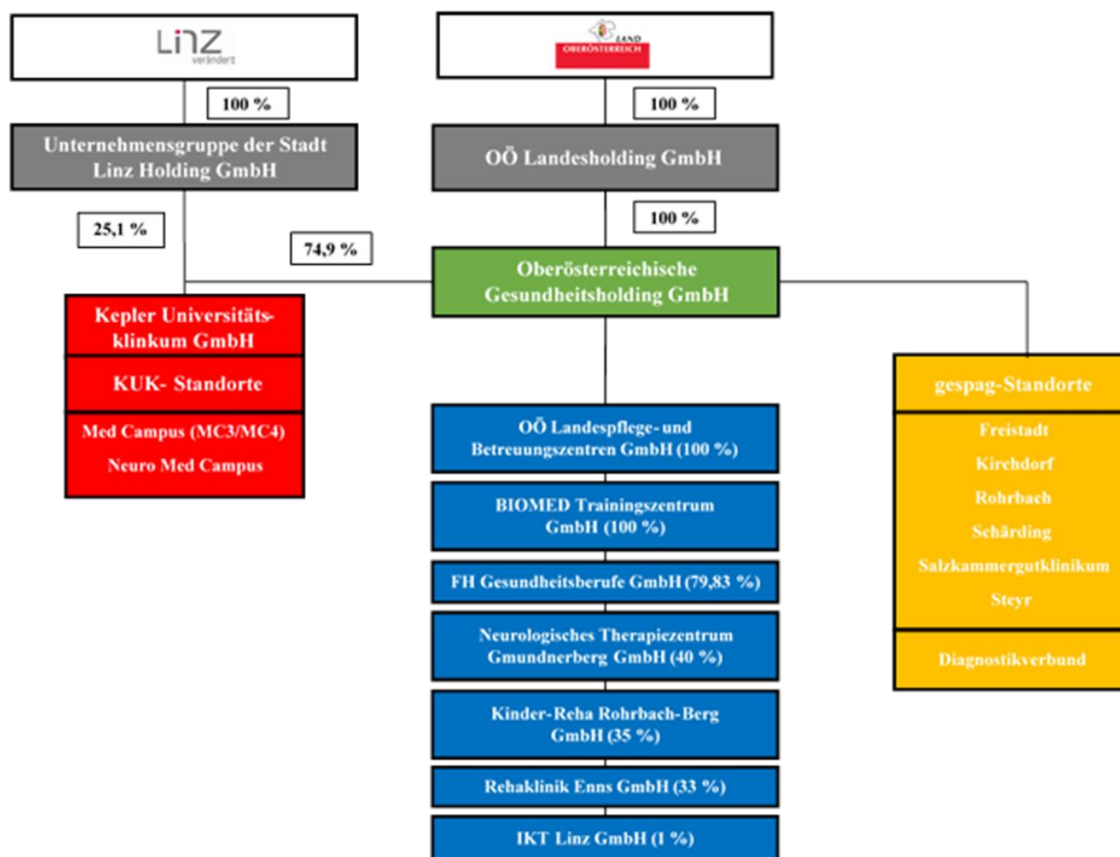 Linz
verändert
LAND
OBERÖSTERREICH
100 %
100 %
Unternehmensgruppe der Stadt
Linz Holding GmbH
OÖ Landesholding GmbH
25,1 %
100 %
74,9 %
Oberösterreichische
Gesundheitsholding GmbH
Kepler Universitäts-
klinkum GmbH
KUK- Standorte
Med Campus (MC3/MC4)
Neuro Med Campus
OÖ Landespflege- und
Betreuungszentren GmbH (100 %)
BIOMED Trainingszentrum
GmbH (100 %)
FH Gesundheitsberufe GmbH (79,83 %)
Neurologisches Therapiezentrum
Gmundnerberg GmbH (40 %)
Kinder-Reha Rohrbach-Berg
GmbH (35 %)
Rehaklinik Enns GmbH (33 %)
IKT Linz GmbH (1 %)
gespag-Standorte
Freistadt
Kirchdorf
Rohrbach
Schärding
Salzkammergutklinikum
Steyr
Diagnostikverbund